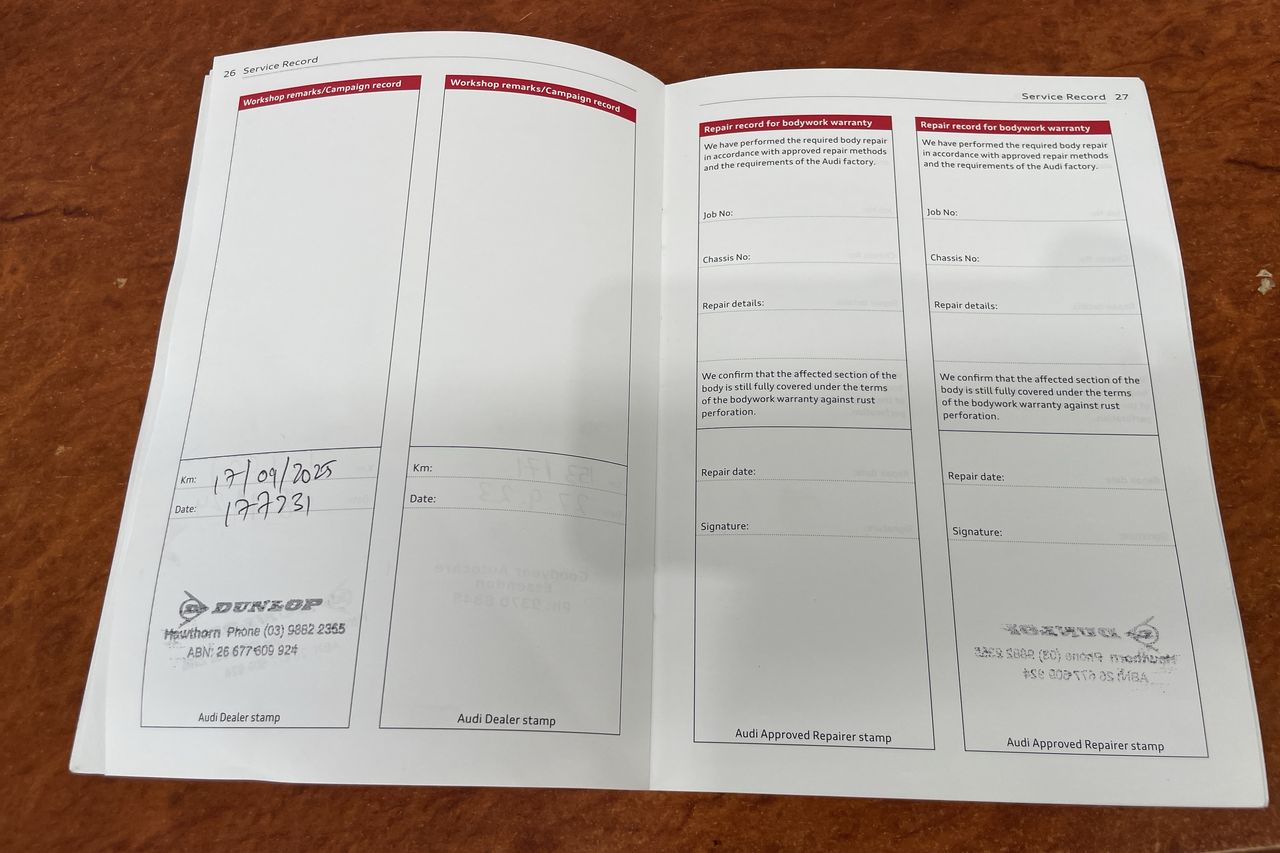 26 Service Record
Workshop remarks/Campaign record
Km: 17/09/2025
Date: 177231
DUNLOP
Hawthorn Phone (03) 9882 2365
ABN: 26 677 609 924
Audi Dealer stamp
Workshop remarks/Campaign record
Km:
Date:
Audi Dealer stamp
Service Record 27
Repair record for bodywork warranty
We have performed the required body repair
in accordance with approved repair methods
and the requirements of the Audi factory.
Job No:
Chassis No:
Repair details:
We confirm that the affected section of the
body is still fully covered under the terms
of the bodywork warranty against rust
perforation.
Repair date:
Signature:
Audi Approved Repairer stamp
Repair record for bodywork warranty
We have performed the required body repair
in accordance with approved repair methods
and the requirements of the Audi factory.
Job No:
Chassis No:
Repair details:
We confirm that the affected section of the
body is still fully covered under the terms
of the bodywork warranty against rust
perforation.
Repair date:
Signature:
Audi Approved Repairer stamp